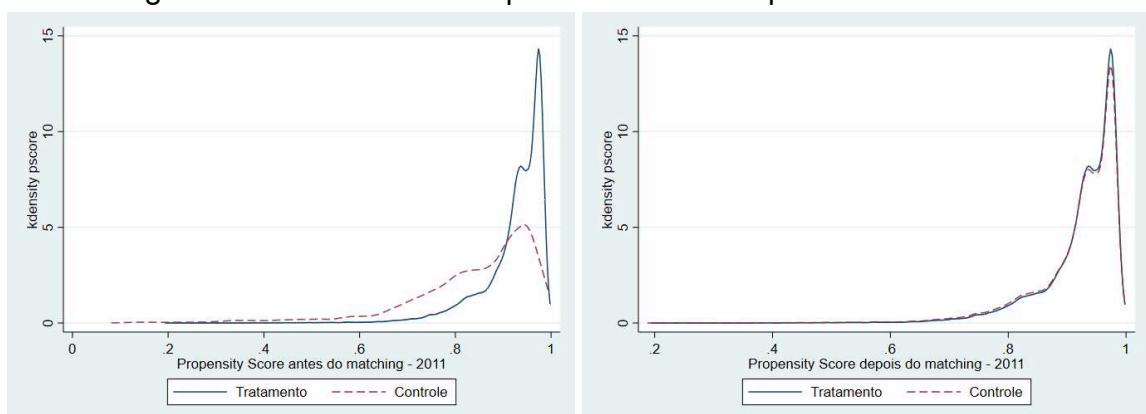 15
10
5
0
kdensity pscore
0 .2 .4 .6 .8 1
Propensity Score antes do matching - 2011
Tratamento Controle
15
10
5
0
kdensity pscore
.2 .4 .6 .8 1
Propensity Score depois do matching - 2011
Tratamento Controle